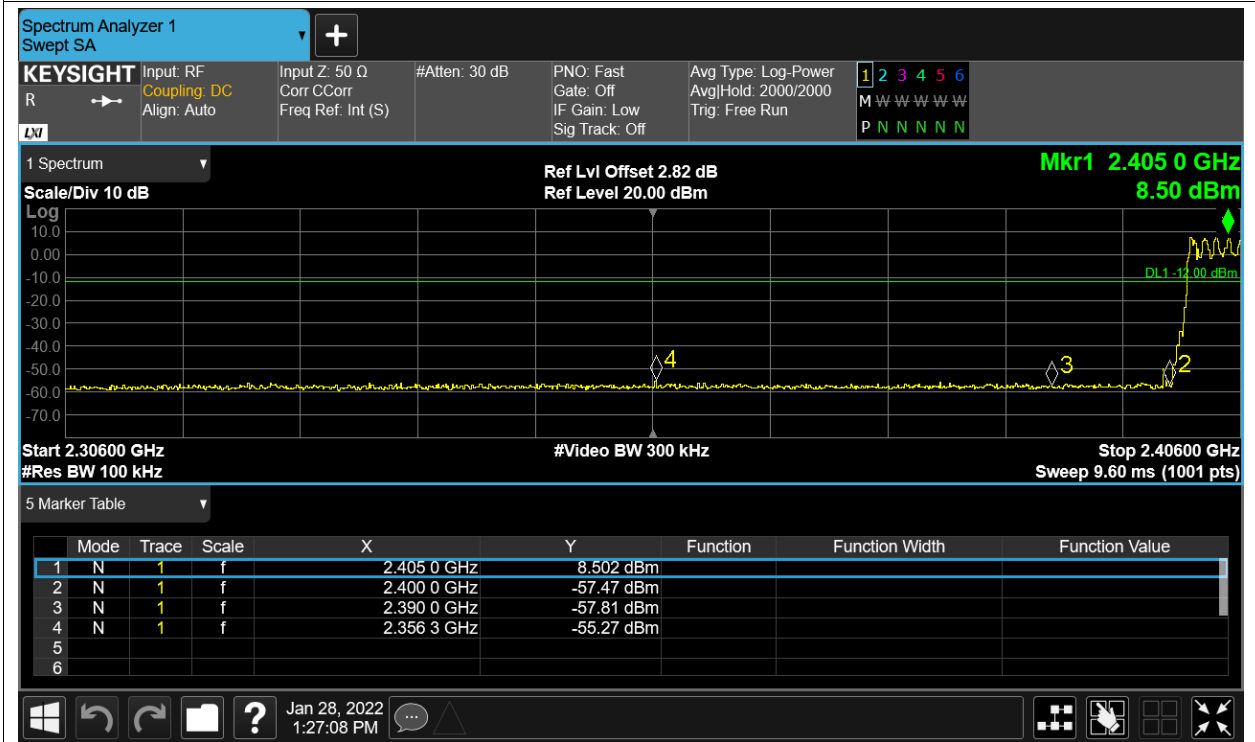 Spectrum Analyzer 1
Swept SA
KEYSIGHT Input: RF Input Z: 50 Ω #Atten: 30 dB PNO: Fast Avg Type: Log-Power 1 2 3 4 5 6
R Coupling: DC Corr CCorr Gate: Off Avg|Hold: 2000/2000 M W W W W W W
Align: Auto Freq Ref: Int (S) IF Gain: Low Trig: Free Run
LXI Sig Track: Off P N N N N N N
1 Spectrum Ref Lvl Offset 2.82 dB Mkr1 2.405 0 GHz
Scale/Div 10 dB Ref Level 20.00 dBm 8.50 dBm
Log
10.0
0.00
-10.0 DL1 -12.00 dBm
-20.0
-30.0
-40.0
-50.0 4 3 2
-60.0
-70.0
Start 2.30600 GHz #Video BW 300 kHz Stop 2.40600 GHz
#Res BW 100 kHz Sweep 9.60 ms (1001 pts)
5 Marker Table
Mode Trace Scale X Y Function Function Width Function Value
1 N 1 f 2.405 0 GHz 8.502 dBm
2 N 1 f 2.400 0 GHz -57.47 dBm
3 N 1 f 2.390 0 GHz -57.81 dBm
4 N 1 f 2.356 3 GHz -55.27 dBm
5
6
? Jan 28, 2022
1:27:08 PM